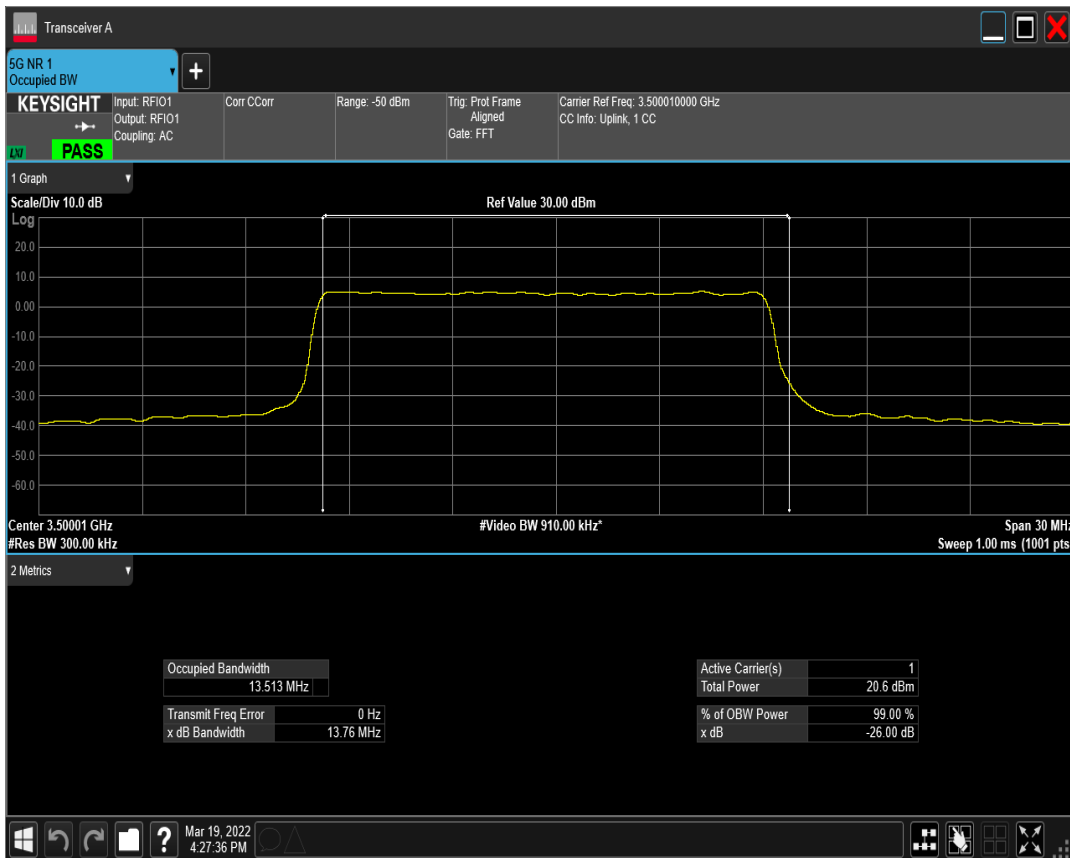 Transceiver A
5G NR 1
Occupied BW
+
KEYSIGHT
LXI
PASS
Input: RFIO1
Output: RFIO1
Coupling: AC
Corr CCorr
Range: -50 dBm
Trig: Prot Frame
Aligned
Gate: FFT
Carrier Ref Freq: 3.500010000 GHz
CC Info: Uplink, 1 CC
1 Graph
Scale/Div 10.0 dB
Ref Value 30.00 dBm
Log
20.0
10.0
0.00
-10.0
-20.0
-30.0
-40.0
-50.0
-60.0
Center 3.50001 GHz
#Video BW 910.00 kHz*
Span 30 MHz
#Res BW 300.00 kHz
Sweep 1.00 ms (1001 pts
2 Metrics
Occupied Bandwidth
13.513 MHz
Transmit Freq Error 0 Hz
x dB Bandwidth 13.76 MHz
Active Carrier(s) 1
Total Power 20.6 dBm
% of OBW Power 99.00 %
x dB -26.00 dB
?
Mar 19, 2022
4:27:36 PM